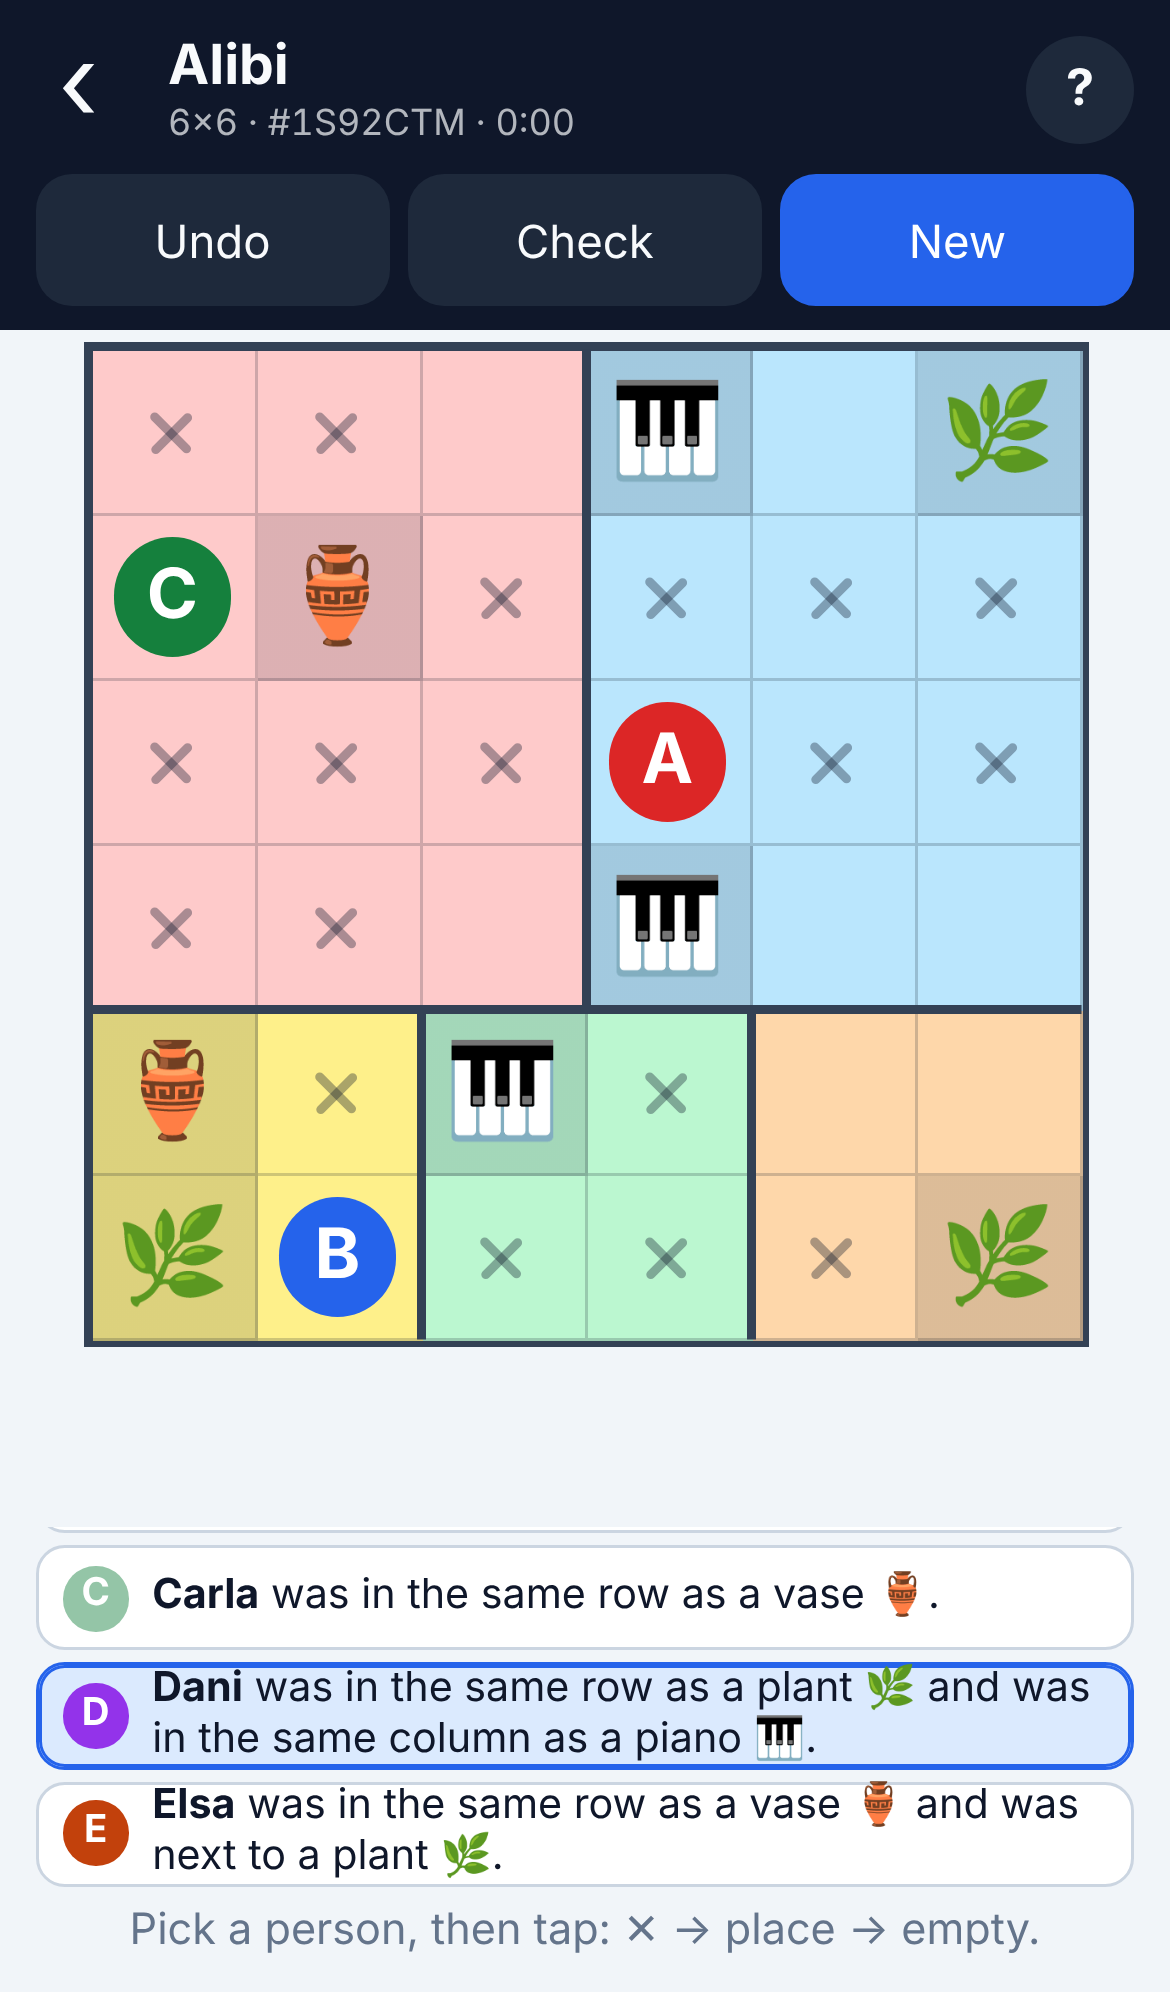 Alibi
6×6 · #1S92CTM · 0:00
?
Undo
Check
New
C
A
B
C
Carla was in the same row as a vase 🏺.
D
Dani was in the same row as a plant 🌿 and was
in the same column as a piano 🎹.
E
Elsa was in the same row as a vase 🏺 and was
next to a plant 🌿.
Pick a person, then tap: ✕ → place → empty.